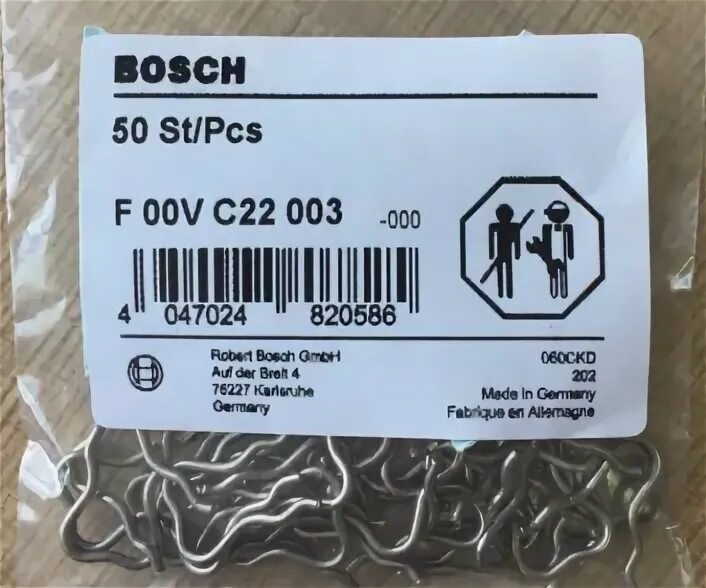 BOSCH
50 St/Pcs
F 00V C22 003 -000
4 047024 820586
Robert Bosch GmbH
Auf der Breit 4
76227 Karlsruhe
Germany
060CKD
202
Made in Germany
Fabriqué en Allemagne